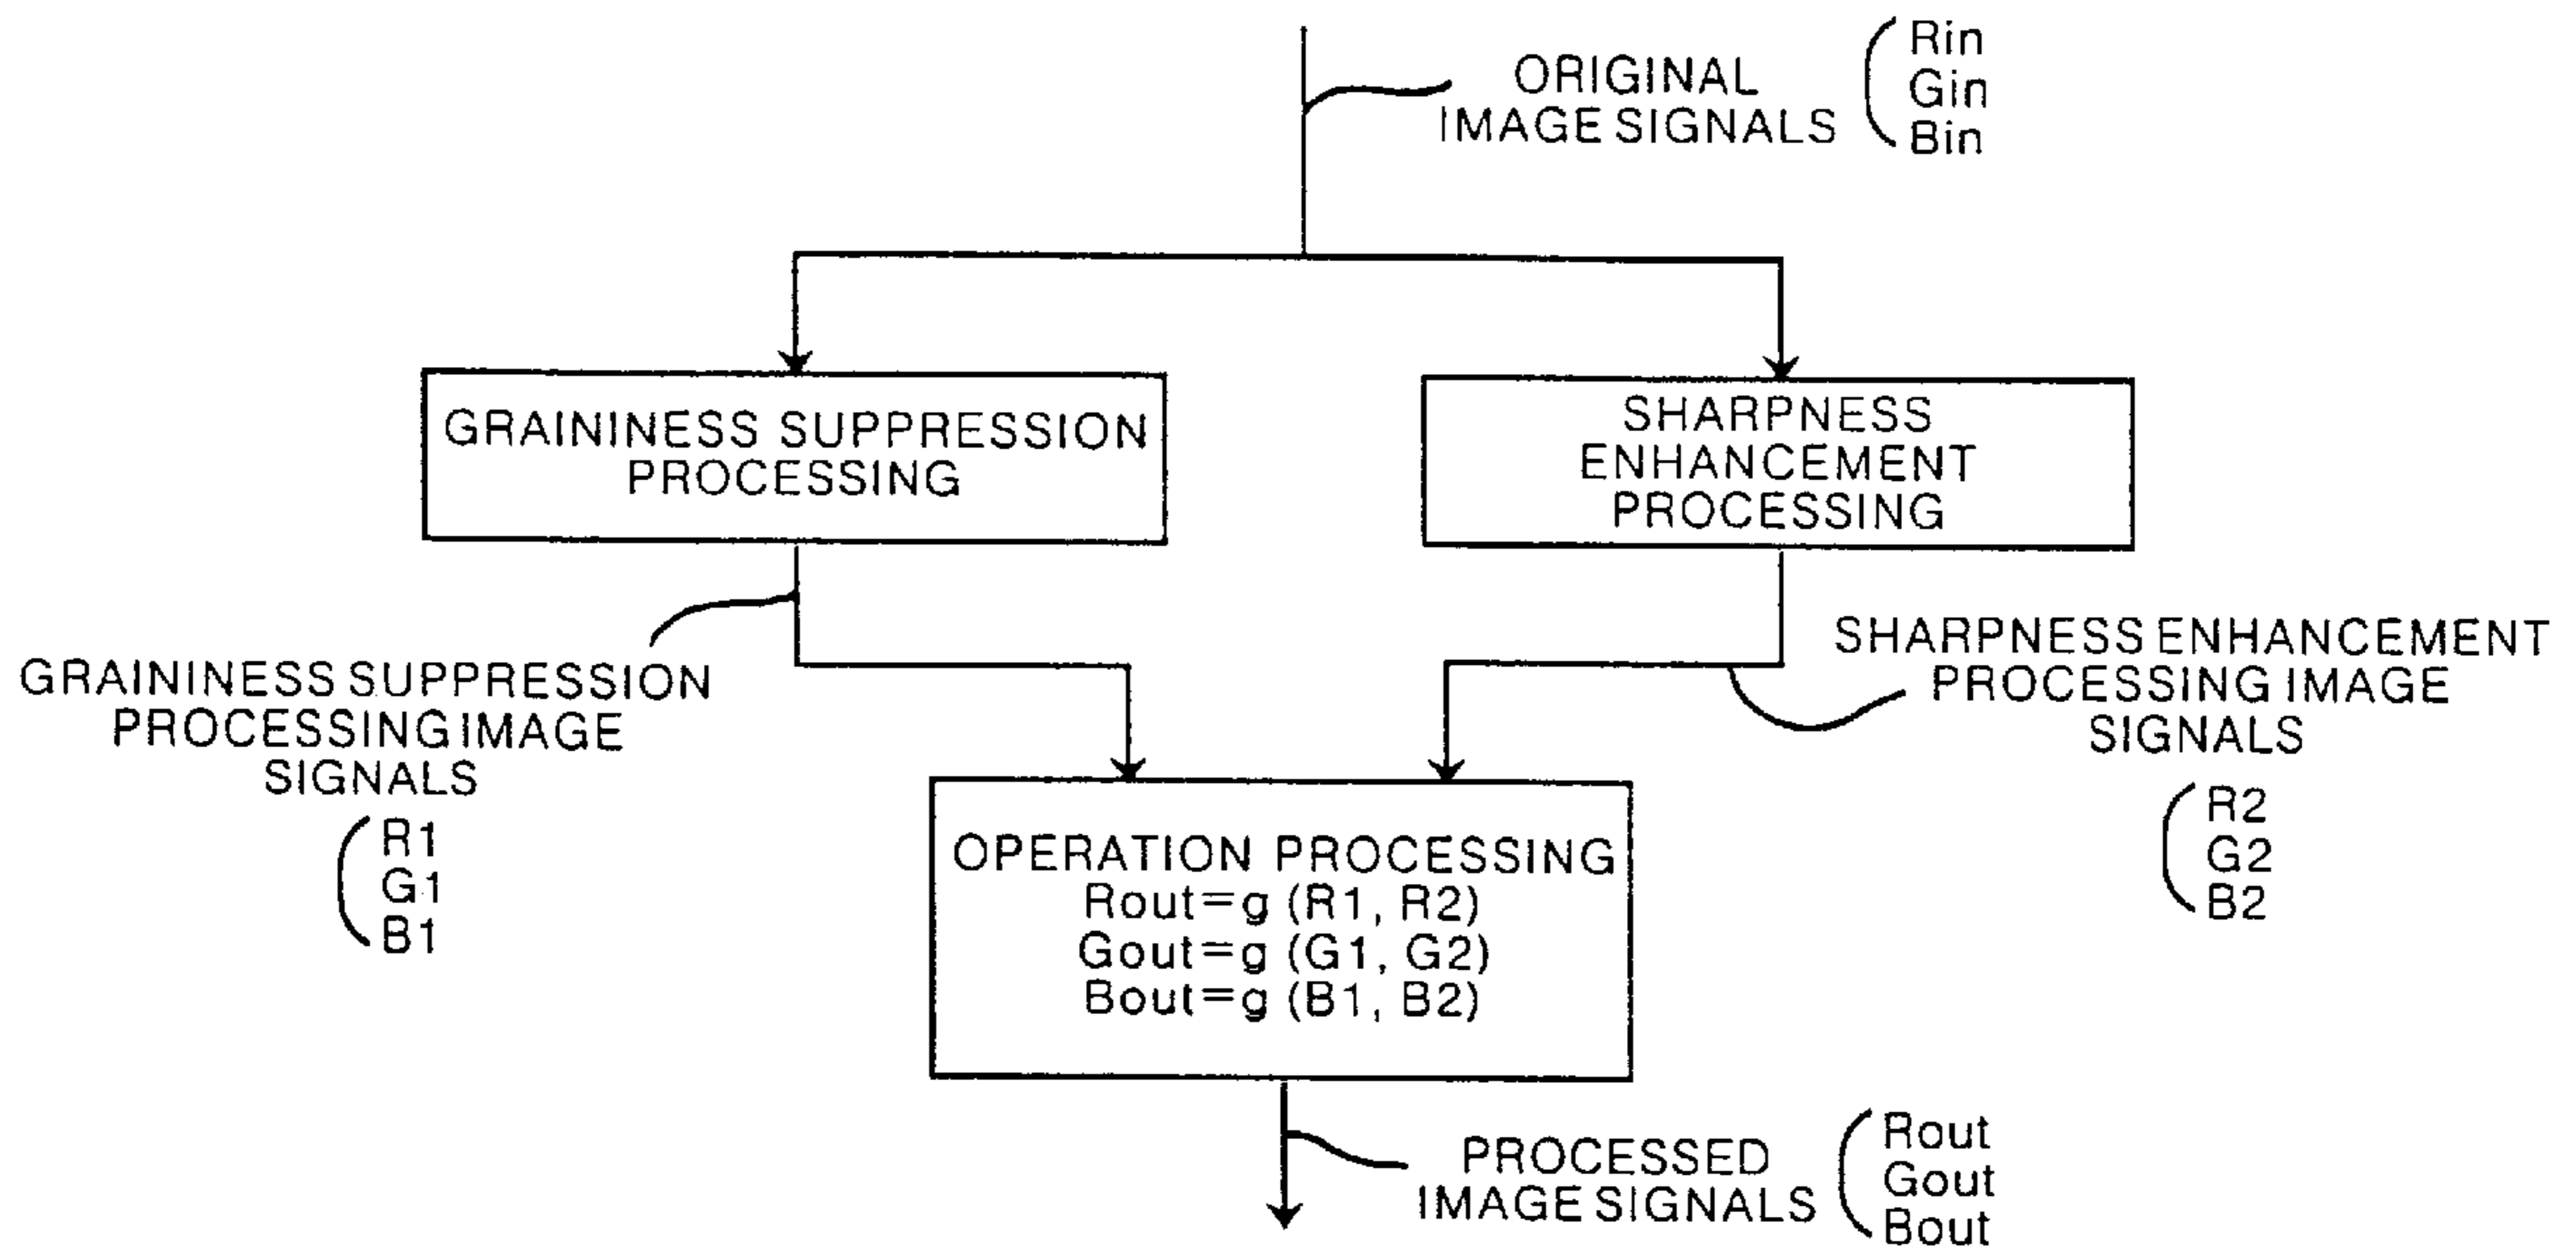 ORIGINAL
IMAGE SIGNALS
Rin
Gin
Bin
GRAININESS SUPPRESSION
PROCESSING
SHARPNESS
ENHANCEMENT
PROCESSING
GRAININESS SUPPRESSION
PROCESSING IMAGE
SIGNALS
R1
G1
B1
SHARPNESS ENHANCEMENT
PROCESSING IMAGE
SIGNALS
R2
G2
B2
OPERATION PROCESSING
Rout=g (R1, R2)
Gout=g (G1, G2)
Bout=g (B1, B2)
PROCESSED
IMAGE SIGNALS
Rout
Gout
Bout